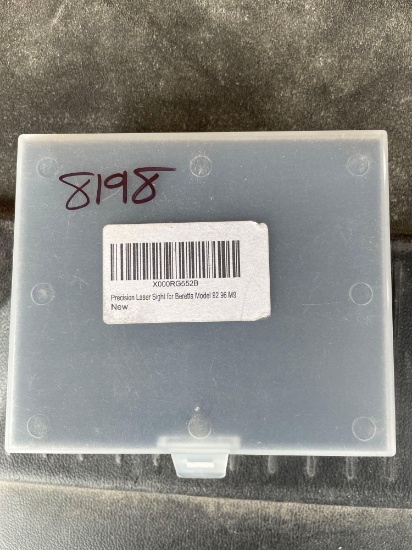 8198
X000RG552B
Precision Laser Sight for Beretta Model 92 96 M9
New